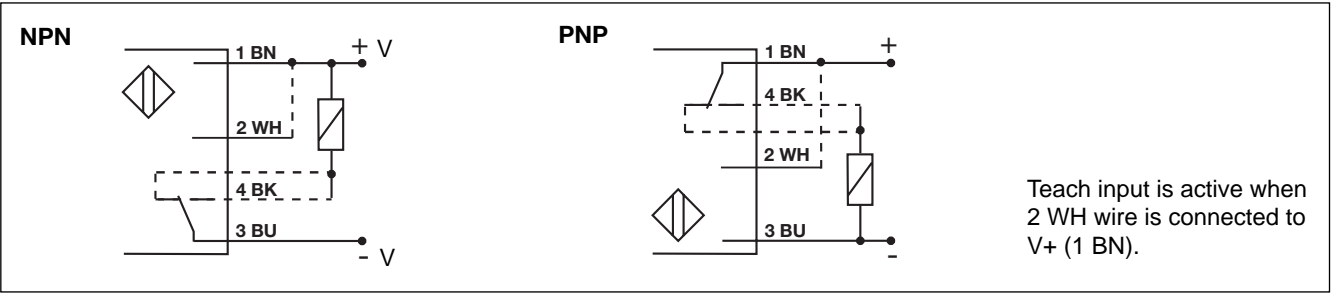 NPN
1 BN
+ V
2 WH
4 BK
3 BU
- V
PNP
1 BN
+
4 BK
2 WH
3 BU
-
Teach input is active when
2 WH wire is connected to
V+ (1 BN).